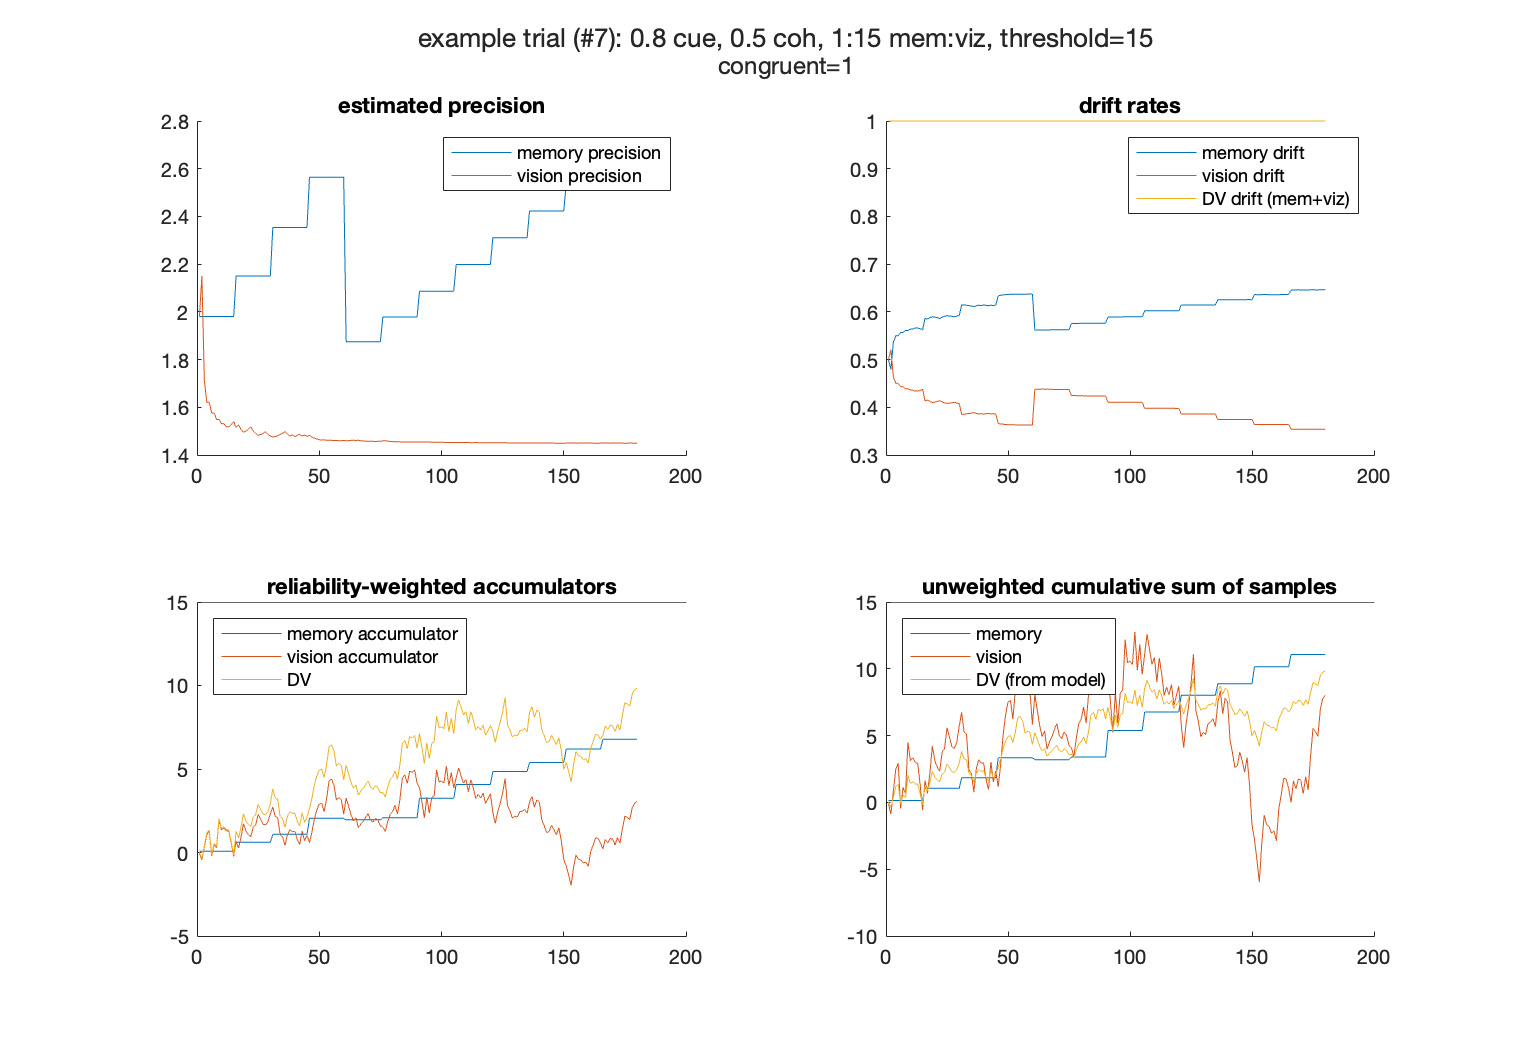 example trial (#7): 0.8 cue, 0.5 coh, 1:15 mem:viz, threshold=15
congruent=1
estimated precision
2.8
2.6
2.4
2.2
2
1.8
1.6
1.4
0
50
100
150
200
memory precision
vision precision
drift rates
1
0.9
0.8
0.7
0.6
0.5
0.4
0.3
0
50
100
150
200
memory drift
vision drift
DV drift (mem+viz)
reliability-weighted accumulators
15
10
5
0
-5
0
50
100
150
200
memory accumulator
vision accumulator
DV
unweighted cumulative sum of samples
15
10
5
0
-5
-10
0
50
100
150
200
memory
vision
DV (from model)